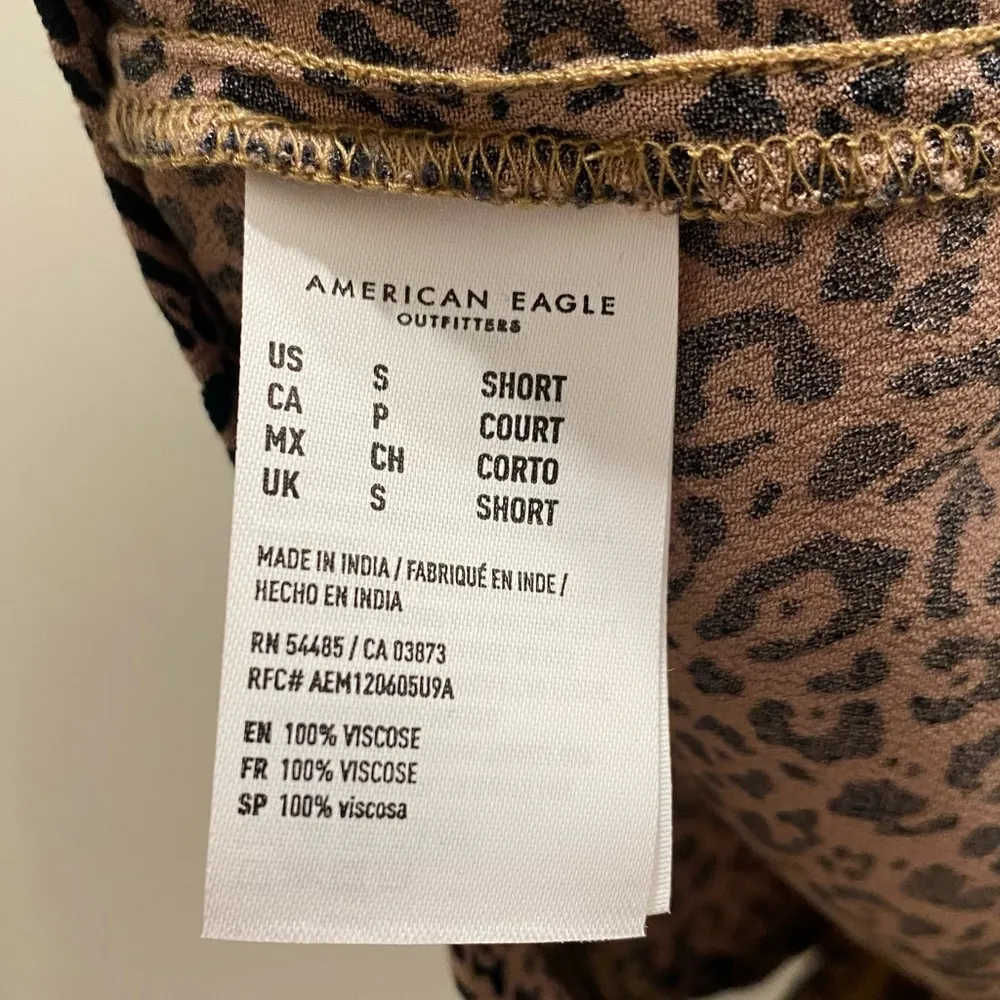 AMERICAN EAGLE
OUTFITTERS
US S SHORT
CA P COURT
MX CH CORTO
UK S SHORT
MADE IN INDIA / FABRIQUÉ EN INDE /
HECHO EN INDIA
RN 54485 / CA 03873
RFC# AEM120605U9A
EN 100% VISCOSE
FR 100% VISCOSE
SP 100% viscosa